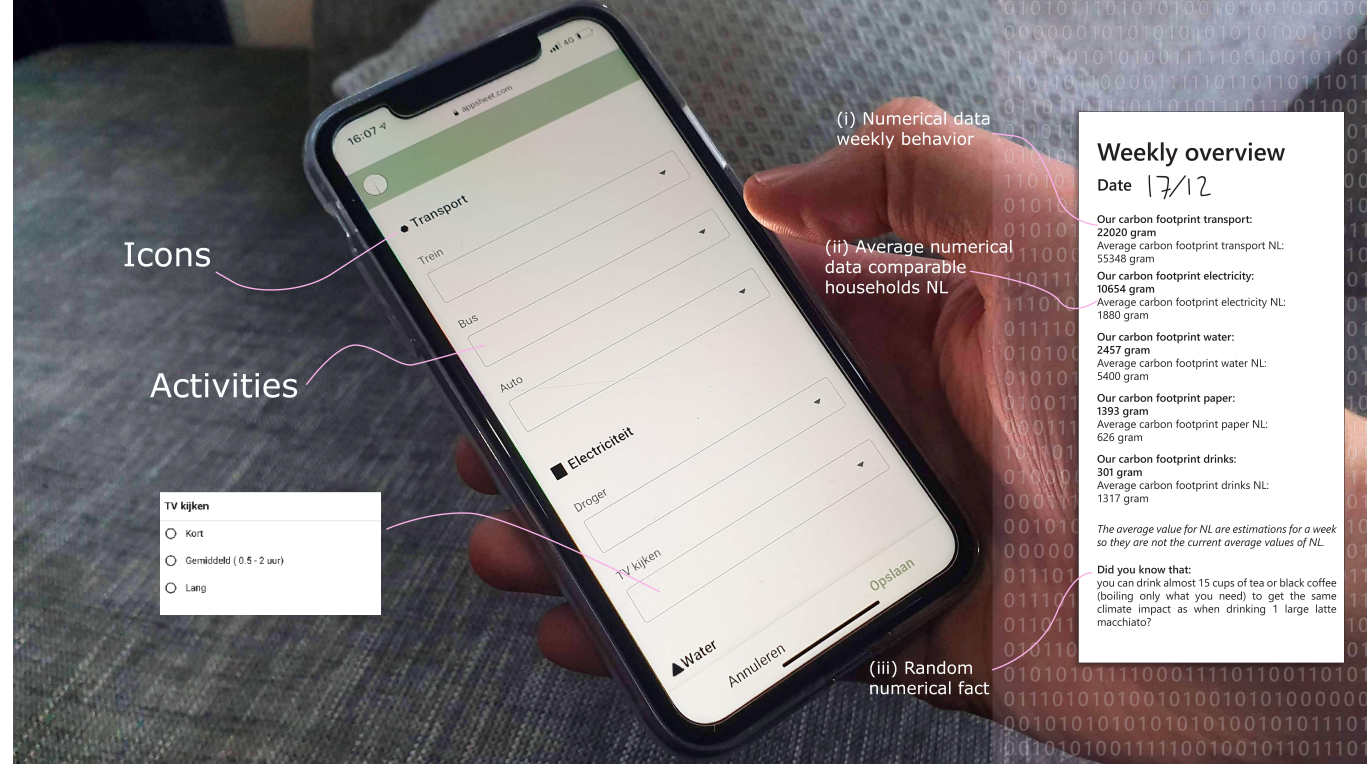 16:07
4G
appsheet.com
Transport
Trein
Bus
Auto
Electriciteit
Droger
TV kijken
Water
Annuleren
Opslaan
Icons
Activities
TV kijken
Kort
Gemiddeld ( 0.5 - 2 uur)
Lang
(i) Numerical data
weekly behavior
(ii) Average numerical
data comparable
households NL
(iii) Random
numerical fact
Weekly overview
Date 17/12
Our carbon footprint transport:
22020 gram
Average carbon footprint transport NL:
55348 gram
Our carbon footprint electricity:
10654 gram
Average carbon footprint electricity NL:
1880 gram
Our carbon footprint water:
2457 gram
Average carbon footprint water NL:
5400 gram
Our carbon footprint paper:
1393 gram
Average carbon footprint paper NL:
626 gram
Our carbon footprint drinks:
301 gram
Average carbon footprint drinks NL:
1317 gram
The average value for NL are estimations for a week
so they are not the current average values of NL.
Did you know that:
you can drink almost 15 cups of tea or black coffee
(boiling only what you need) to get the same
climate impact as when drinking 1 large latte
macchiato?